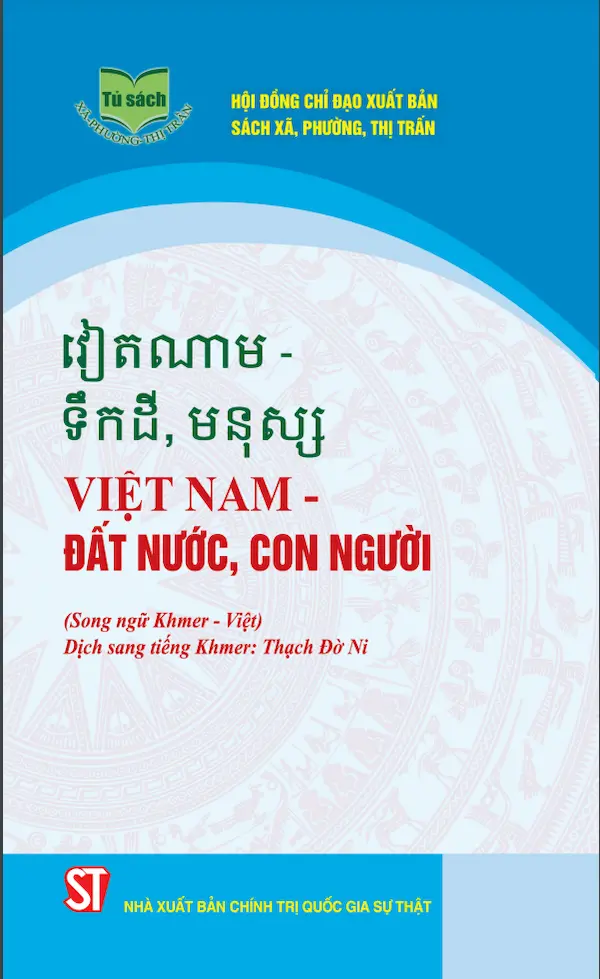 Tủ sách
XÃ-PHƯỜNG-THỊ TRẤN
HỘI ĐỒNG CHỈ ĐẠO XUẤT BẢN
SÁCH XÃ, PHƯỜNG, THỊ TRẤN
វៀតណាម -
ទឹកដី, មនុស្ស
VIỆT NAM -
ĐẤT NƯỚC, CON NGƯỜI
(Song ngữ Khmer - Việt)
Dịch sang tiếng Khmer: Thạch Đờ Ni
ST
NHÀ XUẤT BẢN CHÍNH TRỊ QUỐC GIA SỰ THẬT